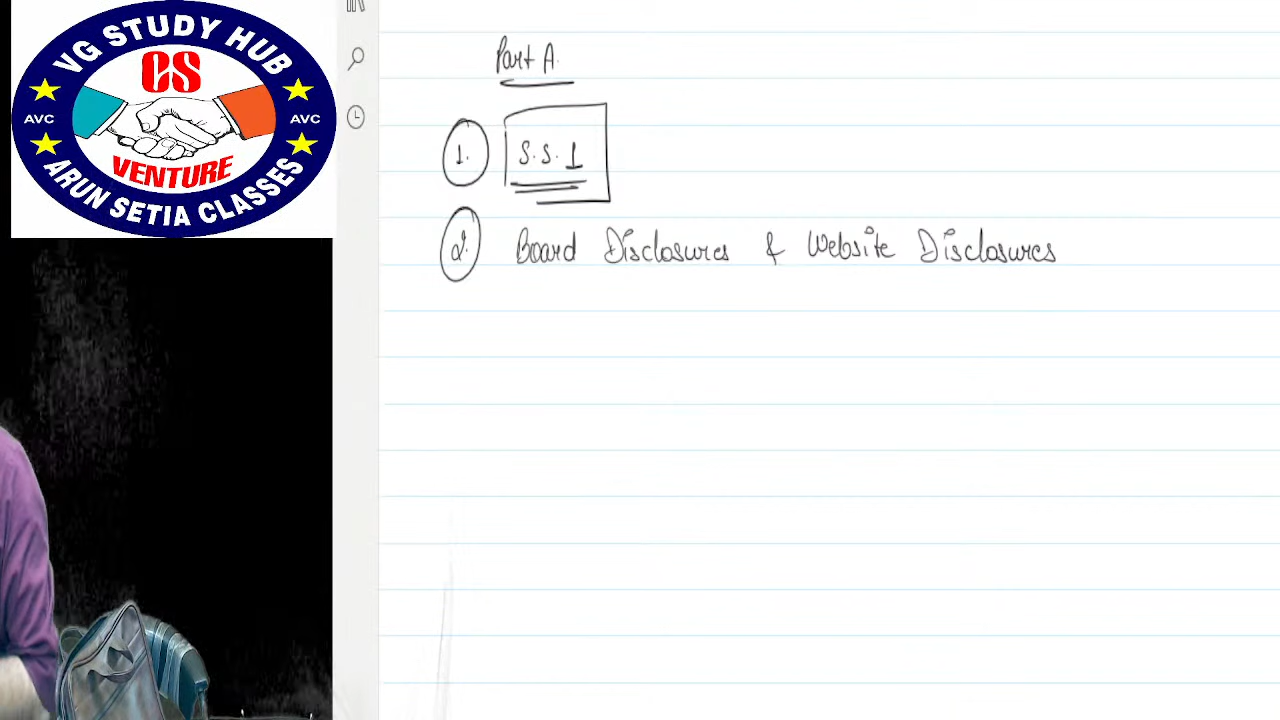 VG STUDY HUB
CS
AVC
AVC
VENTURE
ARUN SETIA CLASSES
Part A.
1. S.S. 1
2. Board Disclosures & Website Disclosures